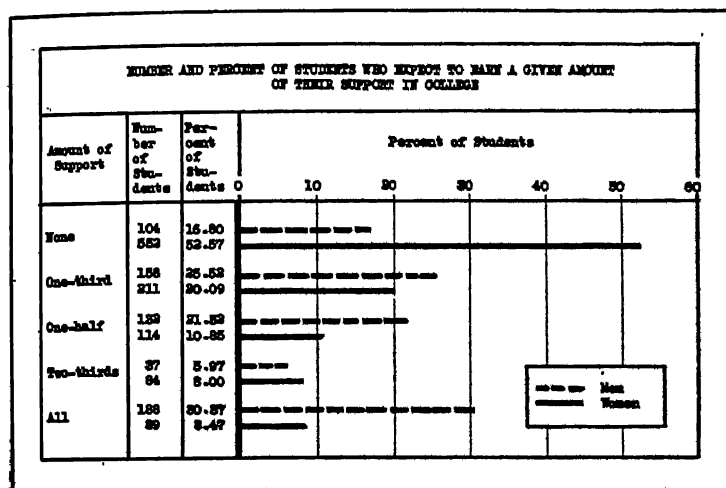 NUMBER AND PERCENT OF STUDENTS WHO EXPECT TO EARN A GIVEN AMOUNT
OF THEIR SUPPORT IN COLLEGE
Amount of
Support
Num-
ber
of
Stu-
dents
Per-
cent
of
Stu-
dents
Percent of Students
0 10 20 30 40 50 60
None 104 16.80
552 52.57
One-third 158 25.52
211 20.09
One-half 132 21.32
114 10.85
Two-thirds 37 5.97
84 8.00
All 188 30.37
89 8.47
Men
Women